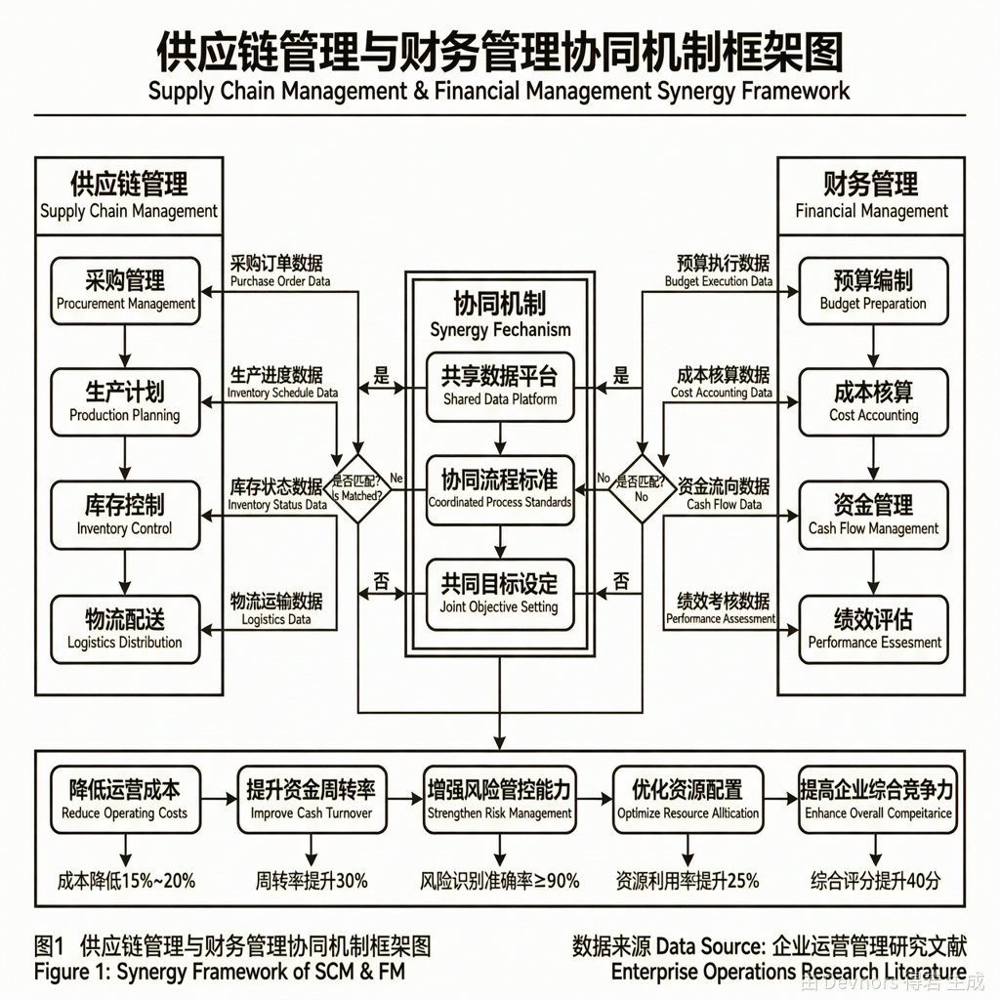 供应链管理与财务管理协同机制框架图
Supply Chain Management & Financial Management Synergy Framework
供应链管理
Supply Chain Management
采购管理
Procurement Management
生产计划
Production Planning
库存控制
Inventory Control
物流配送
Logistics Distribution
采购订单数据
Purchase Order Data
生产进度数据
Inventory Schedule Data
库存状态数据
Inventory Status Data
物流运输数据
Logistics Data
是
是否匹配?
Is Matched?
Ne
否
协同机制
Synergy Fechanism
共享数据平台
Shared Data Platform
协同流程标准
Coordinated Process Standards
共同目标设定
Joint Objective Setting
是
No
是否匹配?
No
否
预算执行数据
Budget Execution Data
成本核算数据
Cost Accounting Data
资金流向数据
Cash Flow Data
绩效考核数据
Performance Assessment
财务管理
Financial Management
预算编制
Budget Preparation
成本核算
Cost Accounting
资金管理
Cash Flow Management
绩效评估
Performance Essesment
降低运营成本
Reduce Operating Costs
成本降低15%~20%
提升资金周转率
Improve Cash Turnover
周转率提升30%
增强风险管控能力
Strengthen Risk Management
风险识别准确率≥90%
优化资源配置
Optimize Resource Alltication
资源利用率提升25%
提高企业综合竞争力
Enhance Overall Compeitarice
综合评分提升40分
图1 供应链管理与财务管理协同机制框架图
Figure 1: Synergy Framework of SCM & FM
数据来源 Data Source: 企业运营管理研究文献
Enterprise Operations Research Literature
由 Devnors 得若 生成